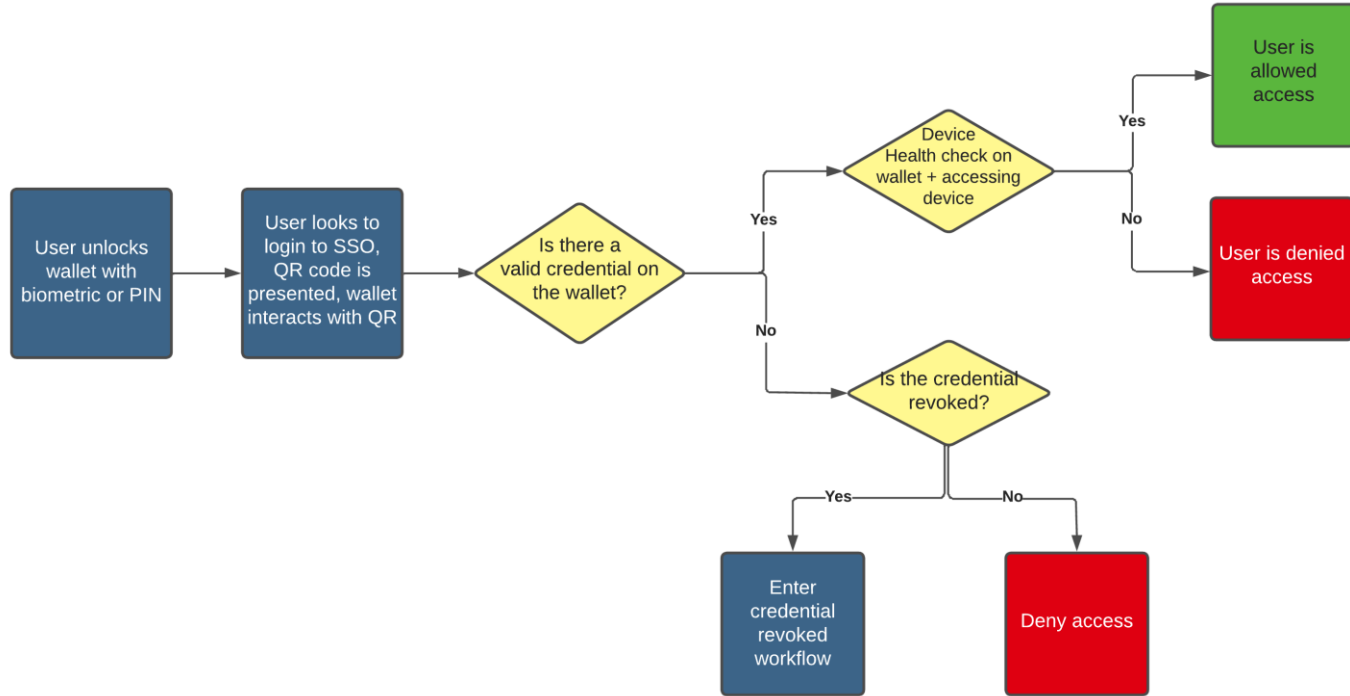 User unlocks
wallet with
biometric or PIN
User looks to
login to SSO,
QR code is
presented, wallet
interacts with QR
Is there a
valid credential on
the wallet?
Yes
No
Device
Health check on
wallet + accessing
device
Yes
No
User is
allowed
access
User is denied
access
Is the credential
revoked?
Yes
No
Enter
credential
revoked
workflow
Deny access